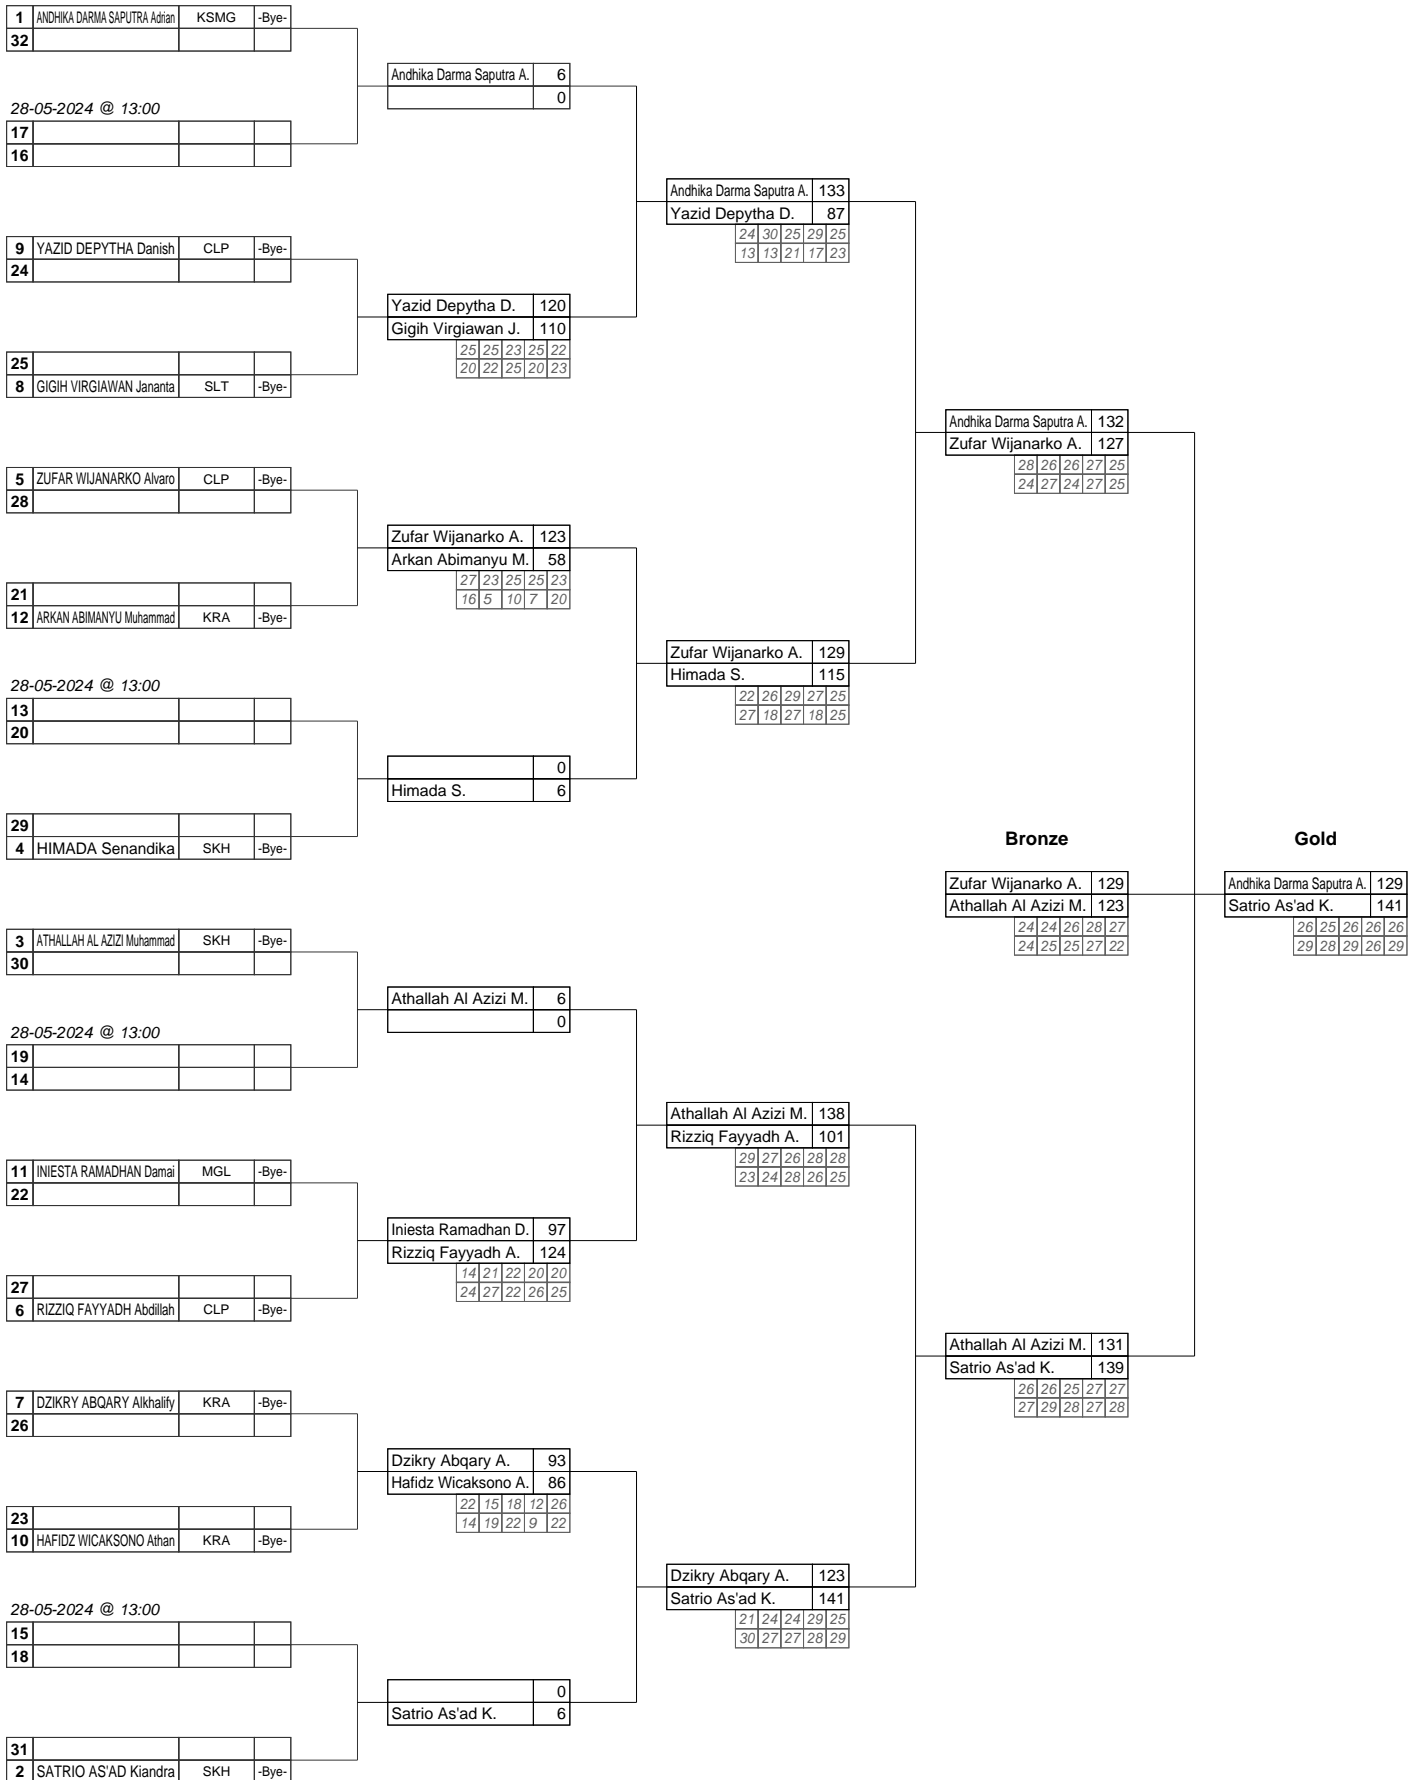 1 ANDHIKA DARMA SAPUTRA Adrian KSMG -Bye-
32
28-05-2024 @ 13:00
17
16
9 YAZID DEPYTHA Danish CLP -Bye-
24
25
8 GIGIH VIRGIAWAN Jananta SLT -Bye-
5 ZUFAR WIJANARKO Alvaro CLP -Bye-
28
21
12 ARKAN ABIMANYU Muhammad KRA -Bye-
28-05-2024 @ 13:00
13
20
29
4 HIMADA Senandika SKH -Bye-
3 ATHALLAH AL AZIZI Muhammad SKH -Bye-
30
28-05-2024 @ 13:00
19
14
11 INIESTA RAMADHAN Damai MGL -Bye-
22
27
6 RIZZIQ FAYYADH Abdillah CLP -Bye-
7 DZIKRY ABQARY Alkhalify KRA -Bye-
26
23
10 HAFIDZ WICAKSONO Athan KRA -Bye-
28-05-2024 @ 13:00
15
18
31
2 SATRIO AS'AD Kiandra SKH -Bye-
Andhika Darma Saputra A. 6
0
Yazid Depytha D. 120
Gigih Virgiawan J. 110
25 25 23 25 22
20 22 25 20 23
Zufar Wijanarko A. 123
Arkan Abimanyu M. 58
27 23 25 25 23
16 5 10 7 20
0
Himada S. 6
Athallah Al Azizi M. 6
0
Iniesta Ramadhan D. 97
Rizziq Fayyadh A. 124
14 21 22 20 20
24 27 22 26 25
Dzikry Abqary A. 93
Hafidz Wicaksono A. 86
22 15 18 12 26
14 19 22 9 22
0
Satrio As'ad K. 6
Andhika Darma Saputra A. 133
Yazid Depytha D. 87
24 30 25 29 25
13 13 21 17 23
Zufar Wijanarko A. 129
Himada S. 115
22 26 29 27 25
27 18 27 18 25
Athallah Al Azizi M. 138
Rizziq Fayyadh A. 101
29 27 26 28 28
23 24 28 26 25
Dzikry Abqary A. 123
Satrio As'ad K. 141
21 24 24 29 25
30 27 27 28 29
Andhika Darma Saputra A. 132
Zufar Wijanarko A. 127
28 26 26 27 25
24 27 24 27 25
Athallah Al Azizi M. 131
Satrio As'ad K. 139
26 26 25 27 27
27 29 28 27 28
Bronze
Zufar Wijanarko A. 129
Athallah Al Azizi M. 123
24 24 26 28 27
24 25 25 27 22
Gold
Andhika Darma Saputra A. 129
Satrio As'ad K. 141
26 25 26 26 26
29 28 29 26 29